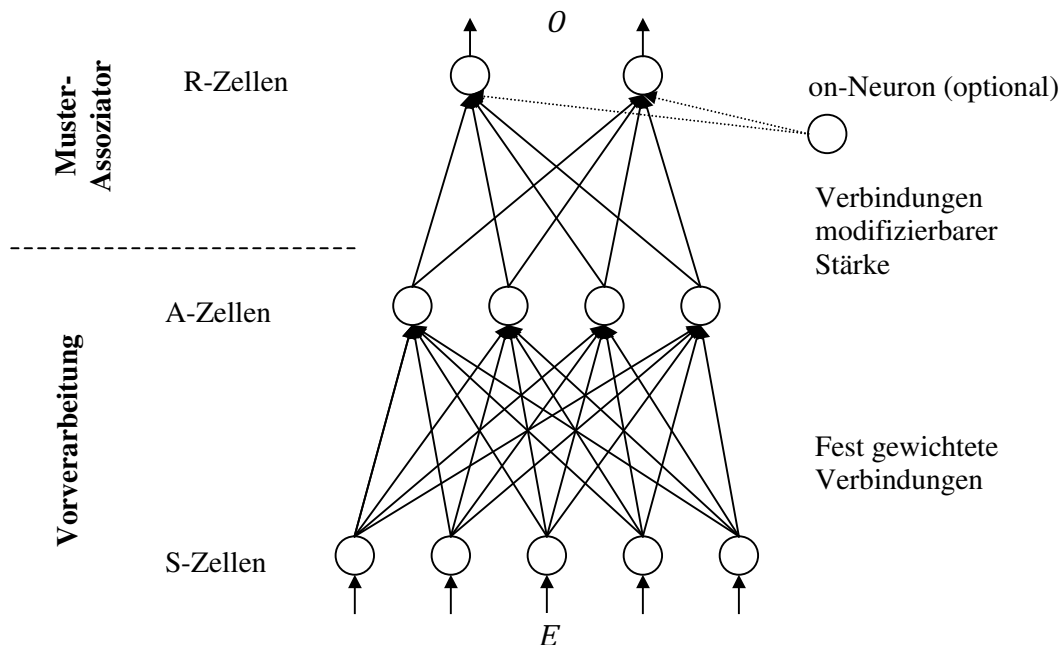 O
R-Zellen
on-Neuron (optional)
Muster-
Assoziator
Verbindungen
modifizierbarer
Stärke
A-Zellen
Vorverarbeitung
Fest gewichtete
Verbindungen
S-Zellen
E